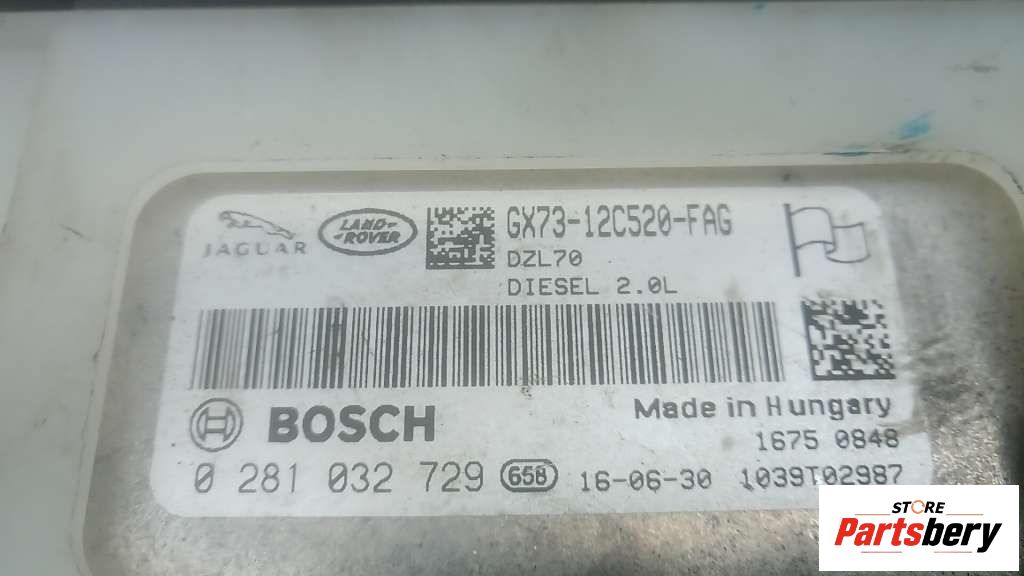 JAGUAR LAND ROVER GX73-12C520-FAG
DZL70
DIESEL 2.0L
BOSCH Made in Hungary
1675 0848
0 281 032 729 658 16-06-30 1039T02987
STORE
Partsbery